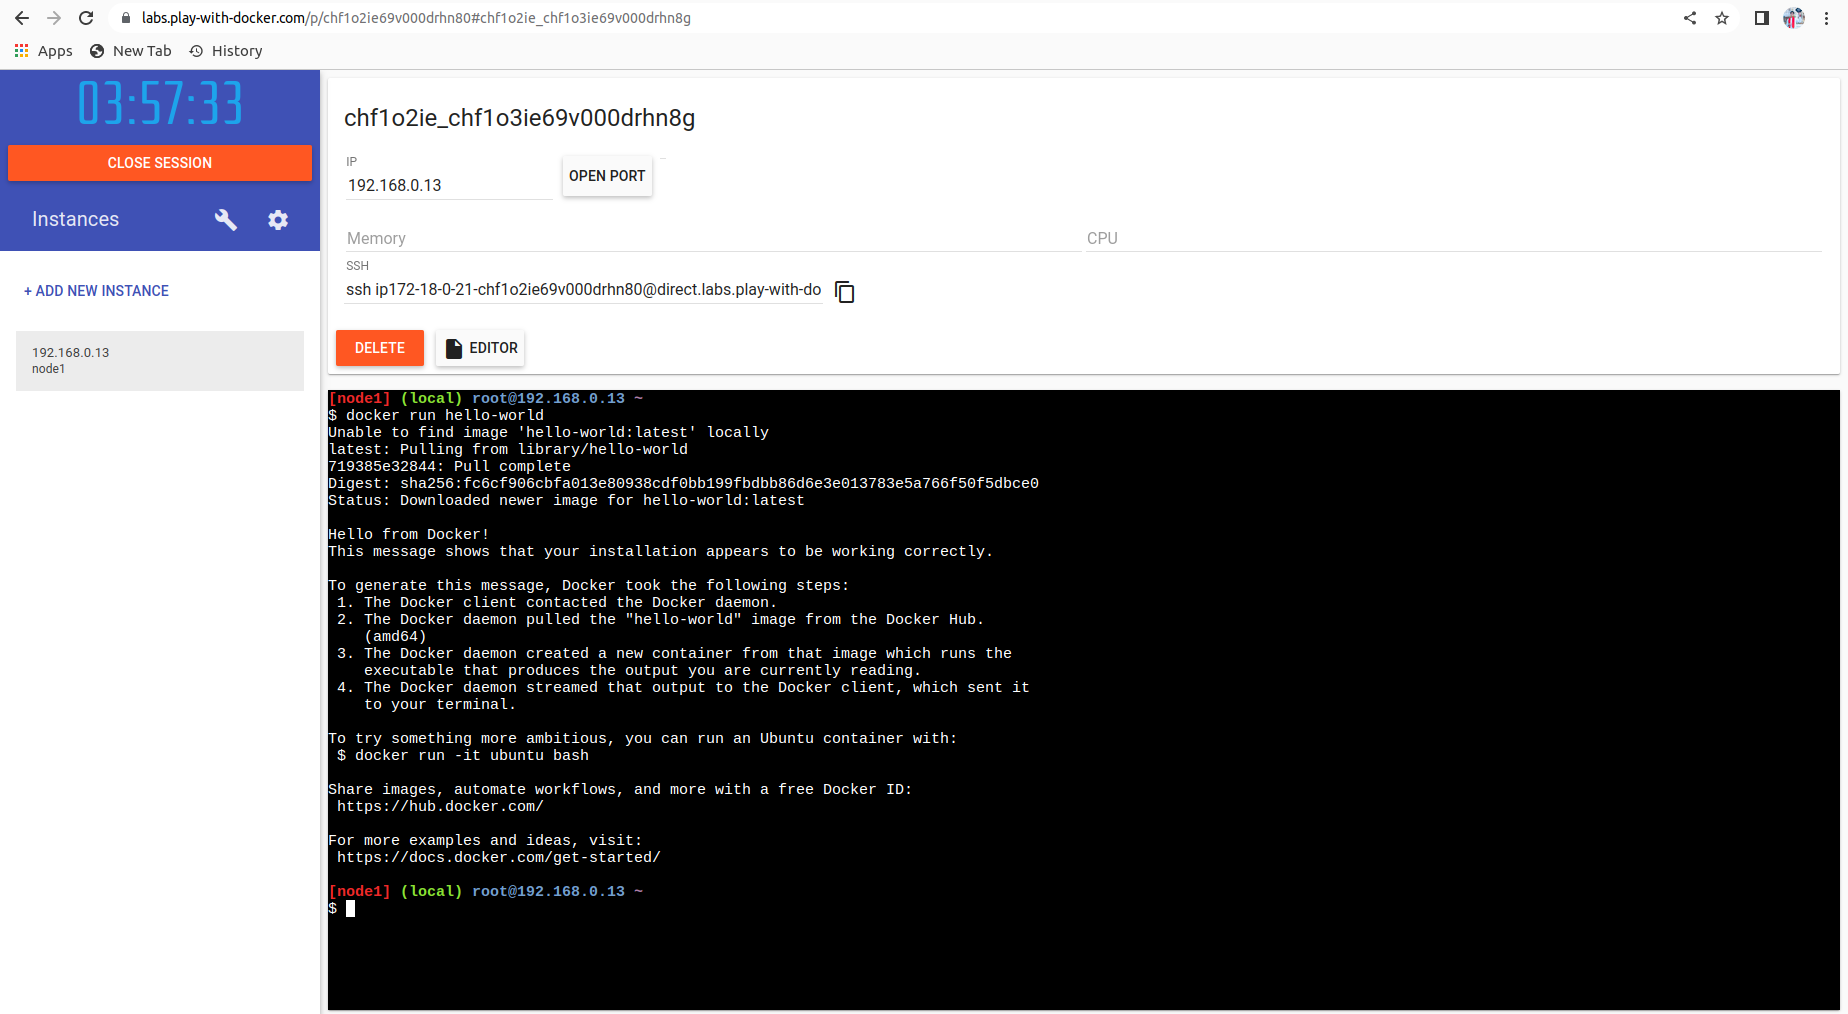 labs.play-with-docker.com/p/chf1o2ie69v000drhn80#chf1o2ie_chf1o3ie69v000drhn8g
Apps New Tab History
03:57:33
CLOSE SESSION
Instances
+ ADD NEW INSTANCE
192.168.0.13
node1
chf1o2ie_chf1o3ie69v000drhn8g
IP
192.168.0.13
OPEN PORT
Memory CPU
SSH
ssh ip172-18-0-21-chf1o2ie69v000drhn80@direct.labs.play-with-do
DELETE EDITOR
[node1] (local) root@192.168.0.13 ~
$ docker run hello-world
Unable to find image 'hello-world:latest' locally
latest: Pulling from library/hello-world
719385e32844: Pull complete
Digest: sha256:fc6cf906cbfa013e80938cdf0bb199fbdbb86d6e3e013783e5a766f50f5dbce0
Status: Downloaded newer image for hello-world:latest
Hello from Docker!
This message shows that your installation appears to be working correctly.
To generate this message, Docker took the following steps:
1. The Docker client contacted the Docker daemon.
2. The Docker daemon pulled the "hello-world" image from the Docker Hub.
(amd64)
3. The Docker daemon created a new container from that image which runs the
executable that produces the output you are currently reading.
4. The Docker daemon streamed that output to the Docker client, which sent it
to your terminal.
To try something more ambitious, you can run an Ubuntu container with:
$ docker run -it ubuntu bash
Share images, automate workflows, and more with a free Docker ID:
https://hub.docker.com/
For more examples and ideas, visit:
https://docs.docker.com/get-started/
[node1] (local) root@192.168.0.13 ~
$